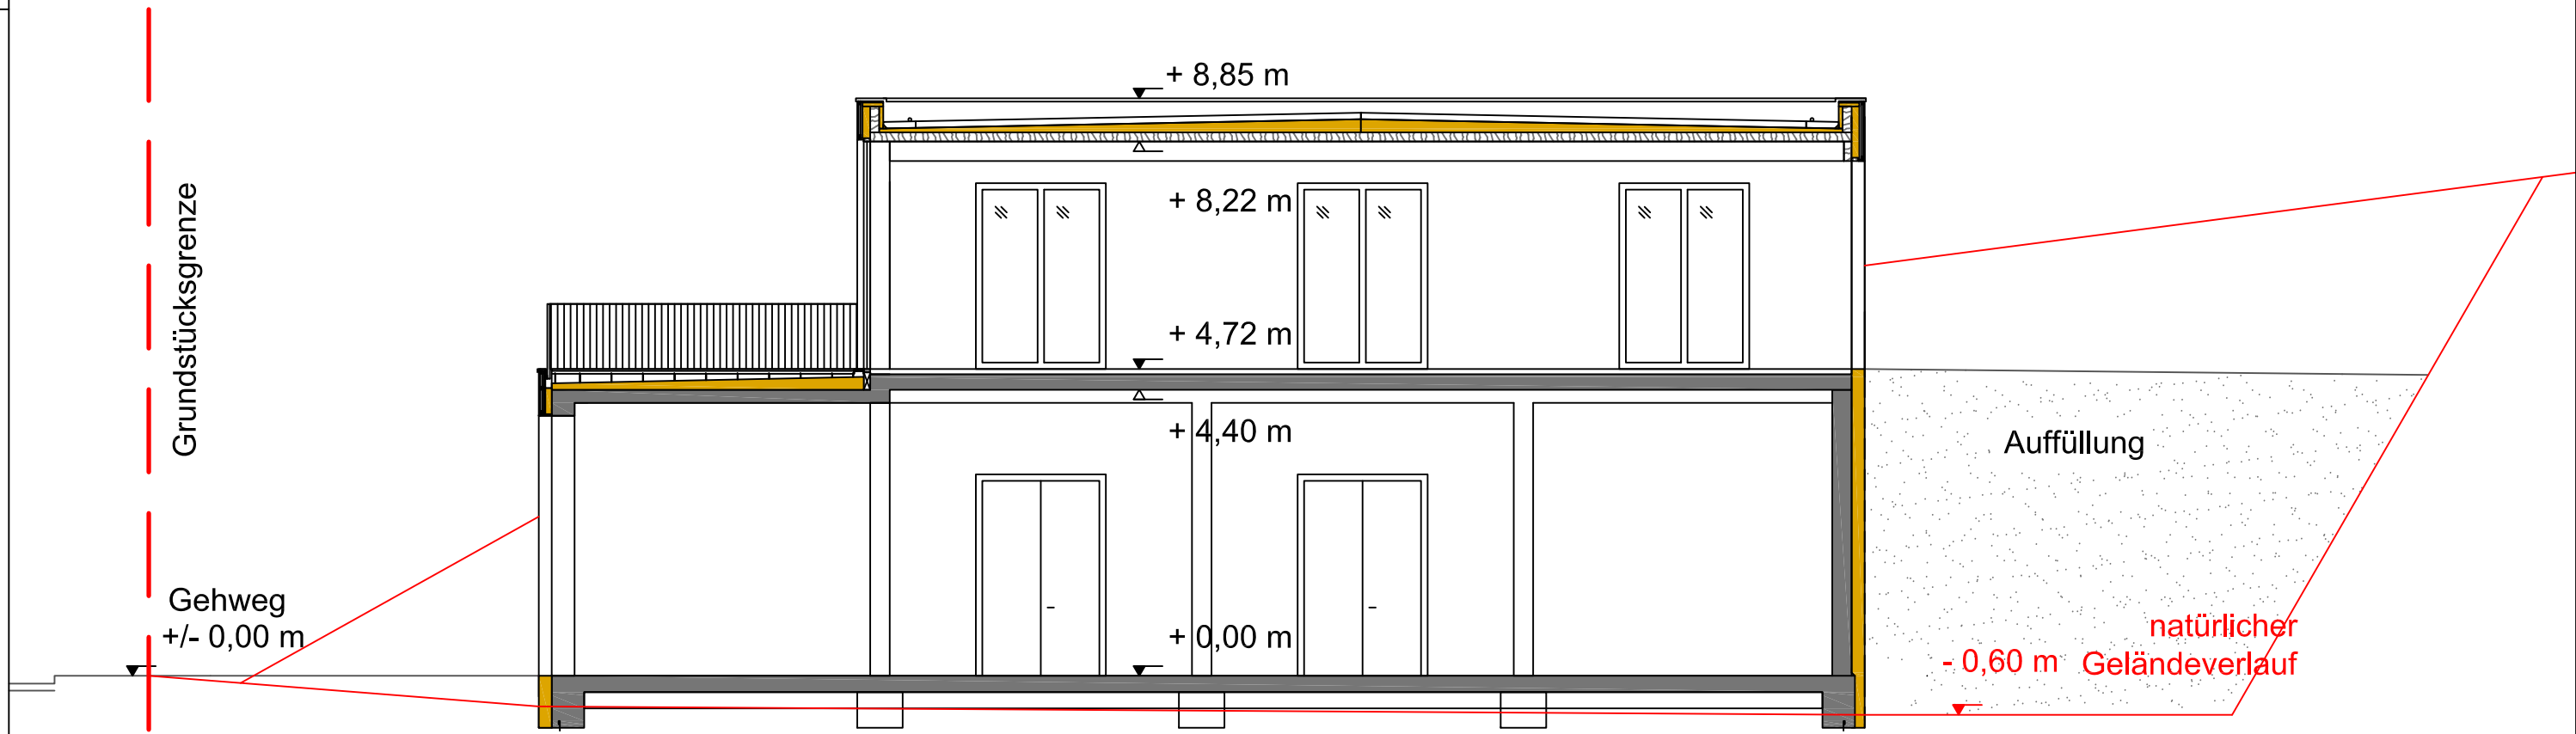 + 8,85 m
+ 8,22 m
Grundstücksgrenze
+ 4,72 m
+ 4,40 m
Auffüllung
Gehweg
+/- 0,00 m
+ 0,00 m
natürlicher
- 0,60 m Geländeverlauf